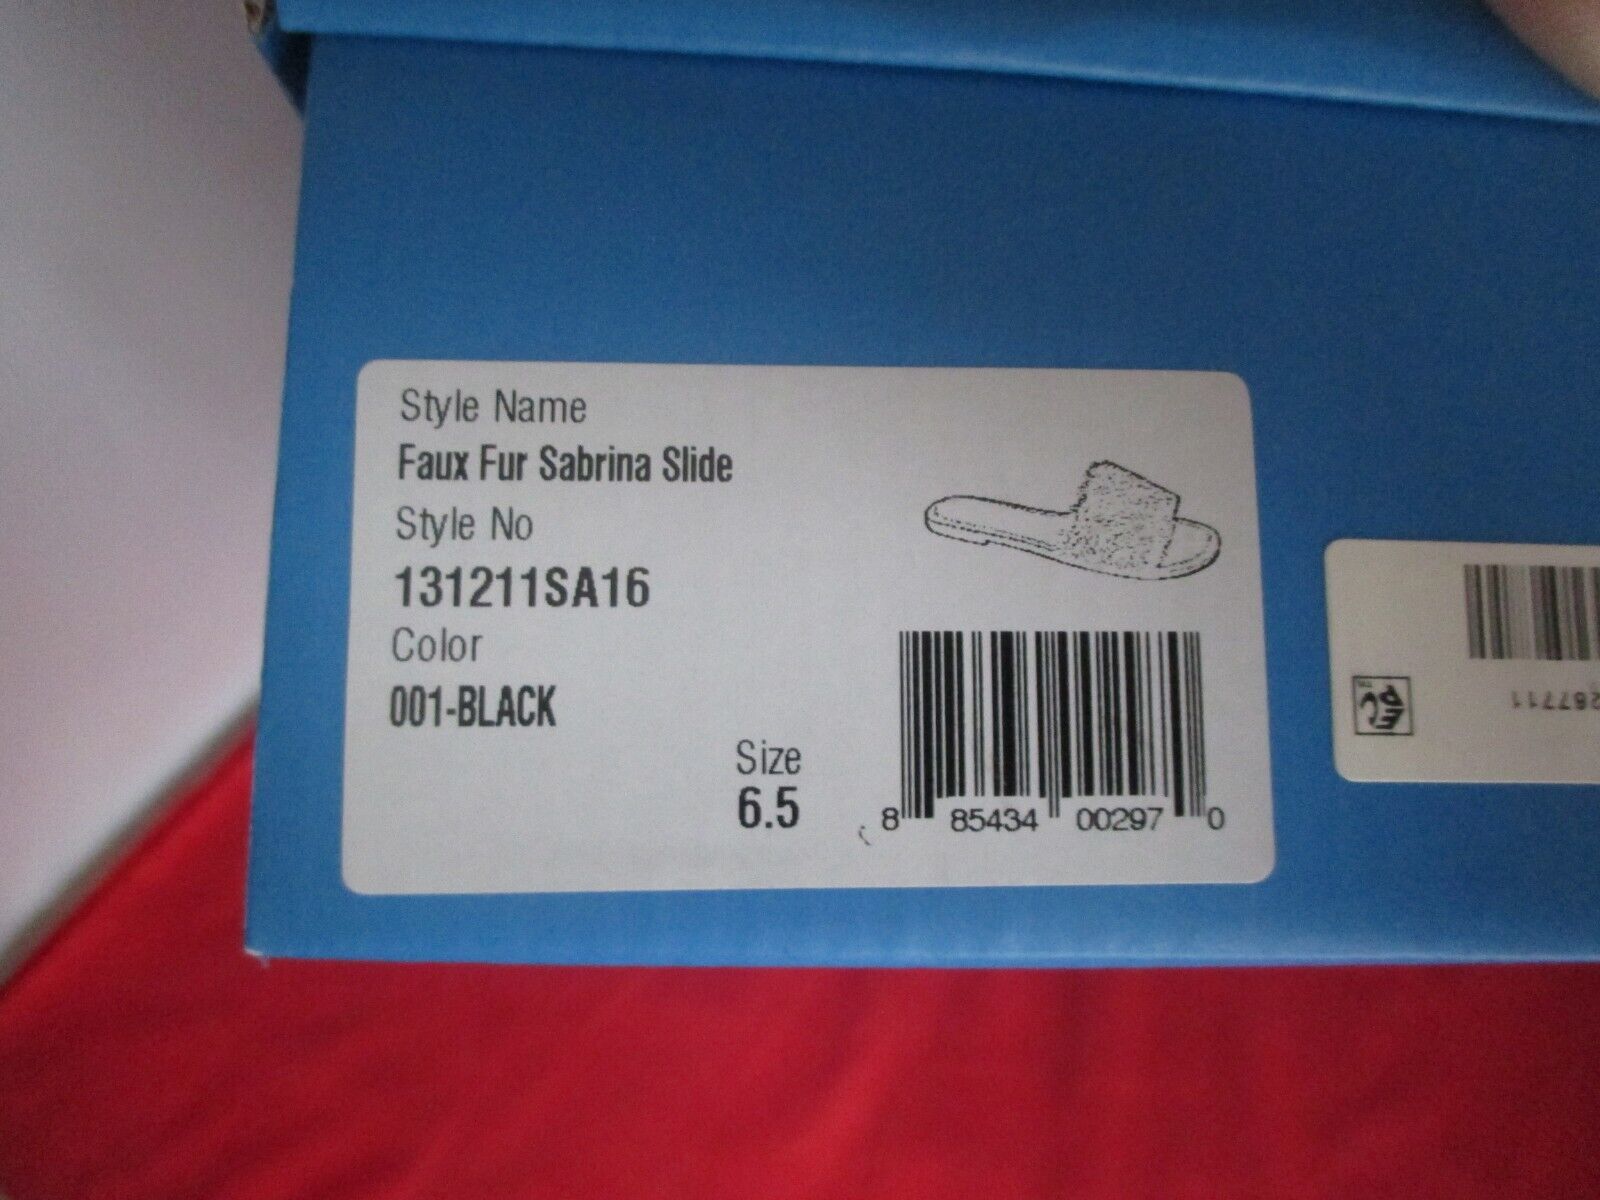 Style Name
Faux Fur Sabrina Slide
Style No
131211SA16
Color
001-BLACK
Size
6.5
8 85434 00297 0
287711